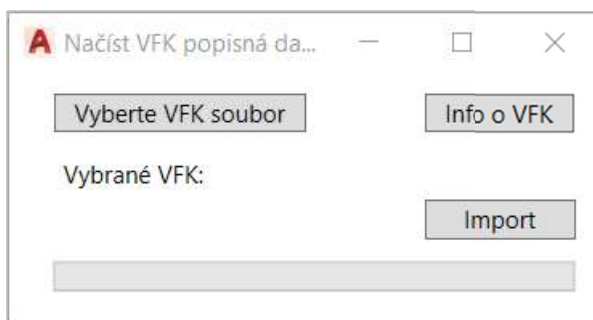 Načíst VFK popisná da...
Vyberte VFK soubor
Info o VFK
Vybrané VFK:
Import